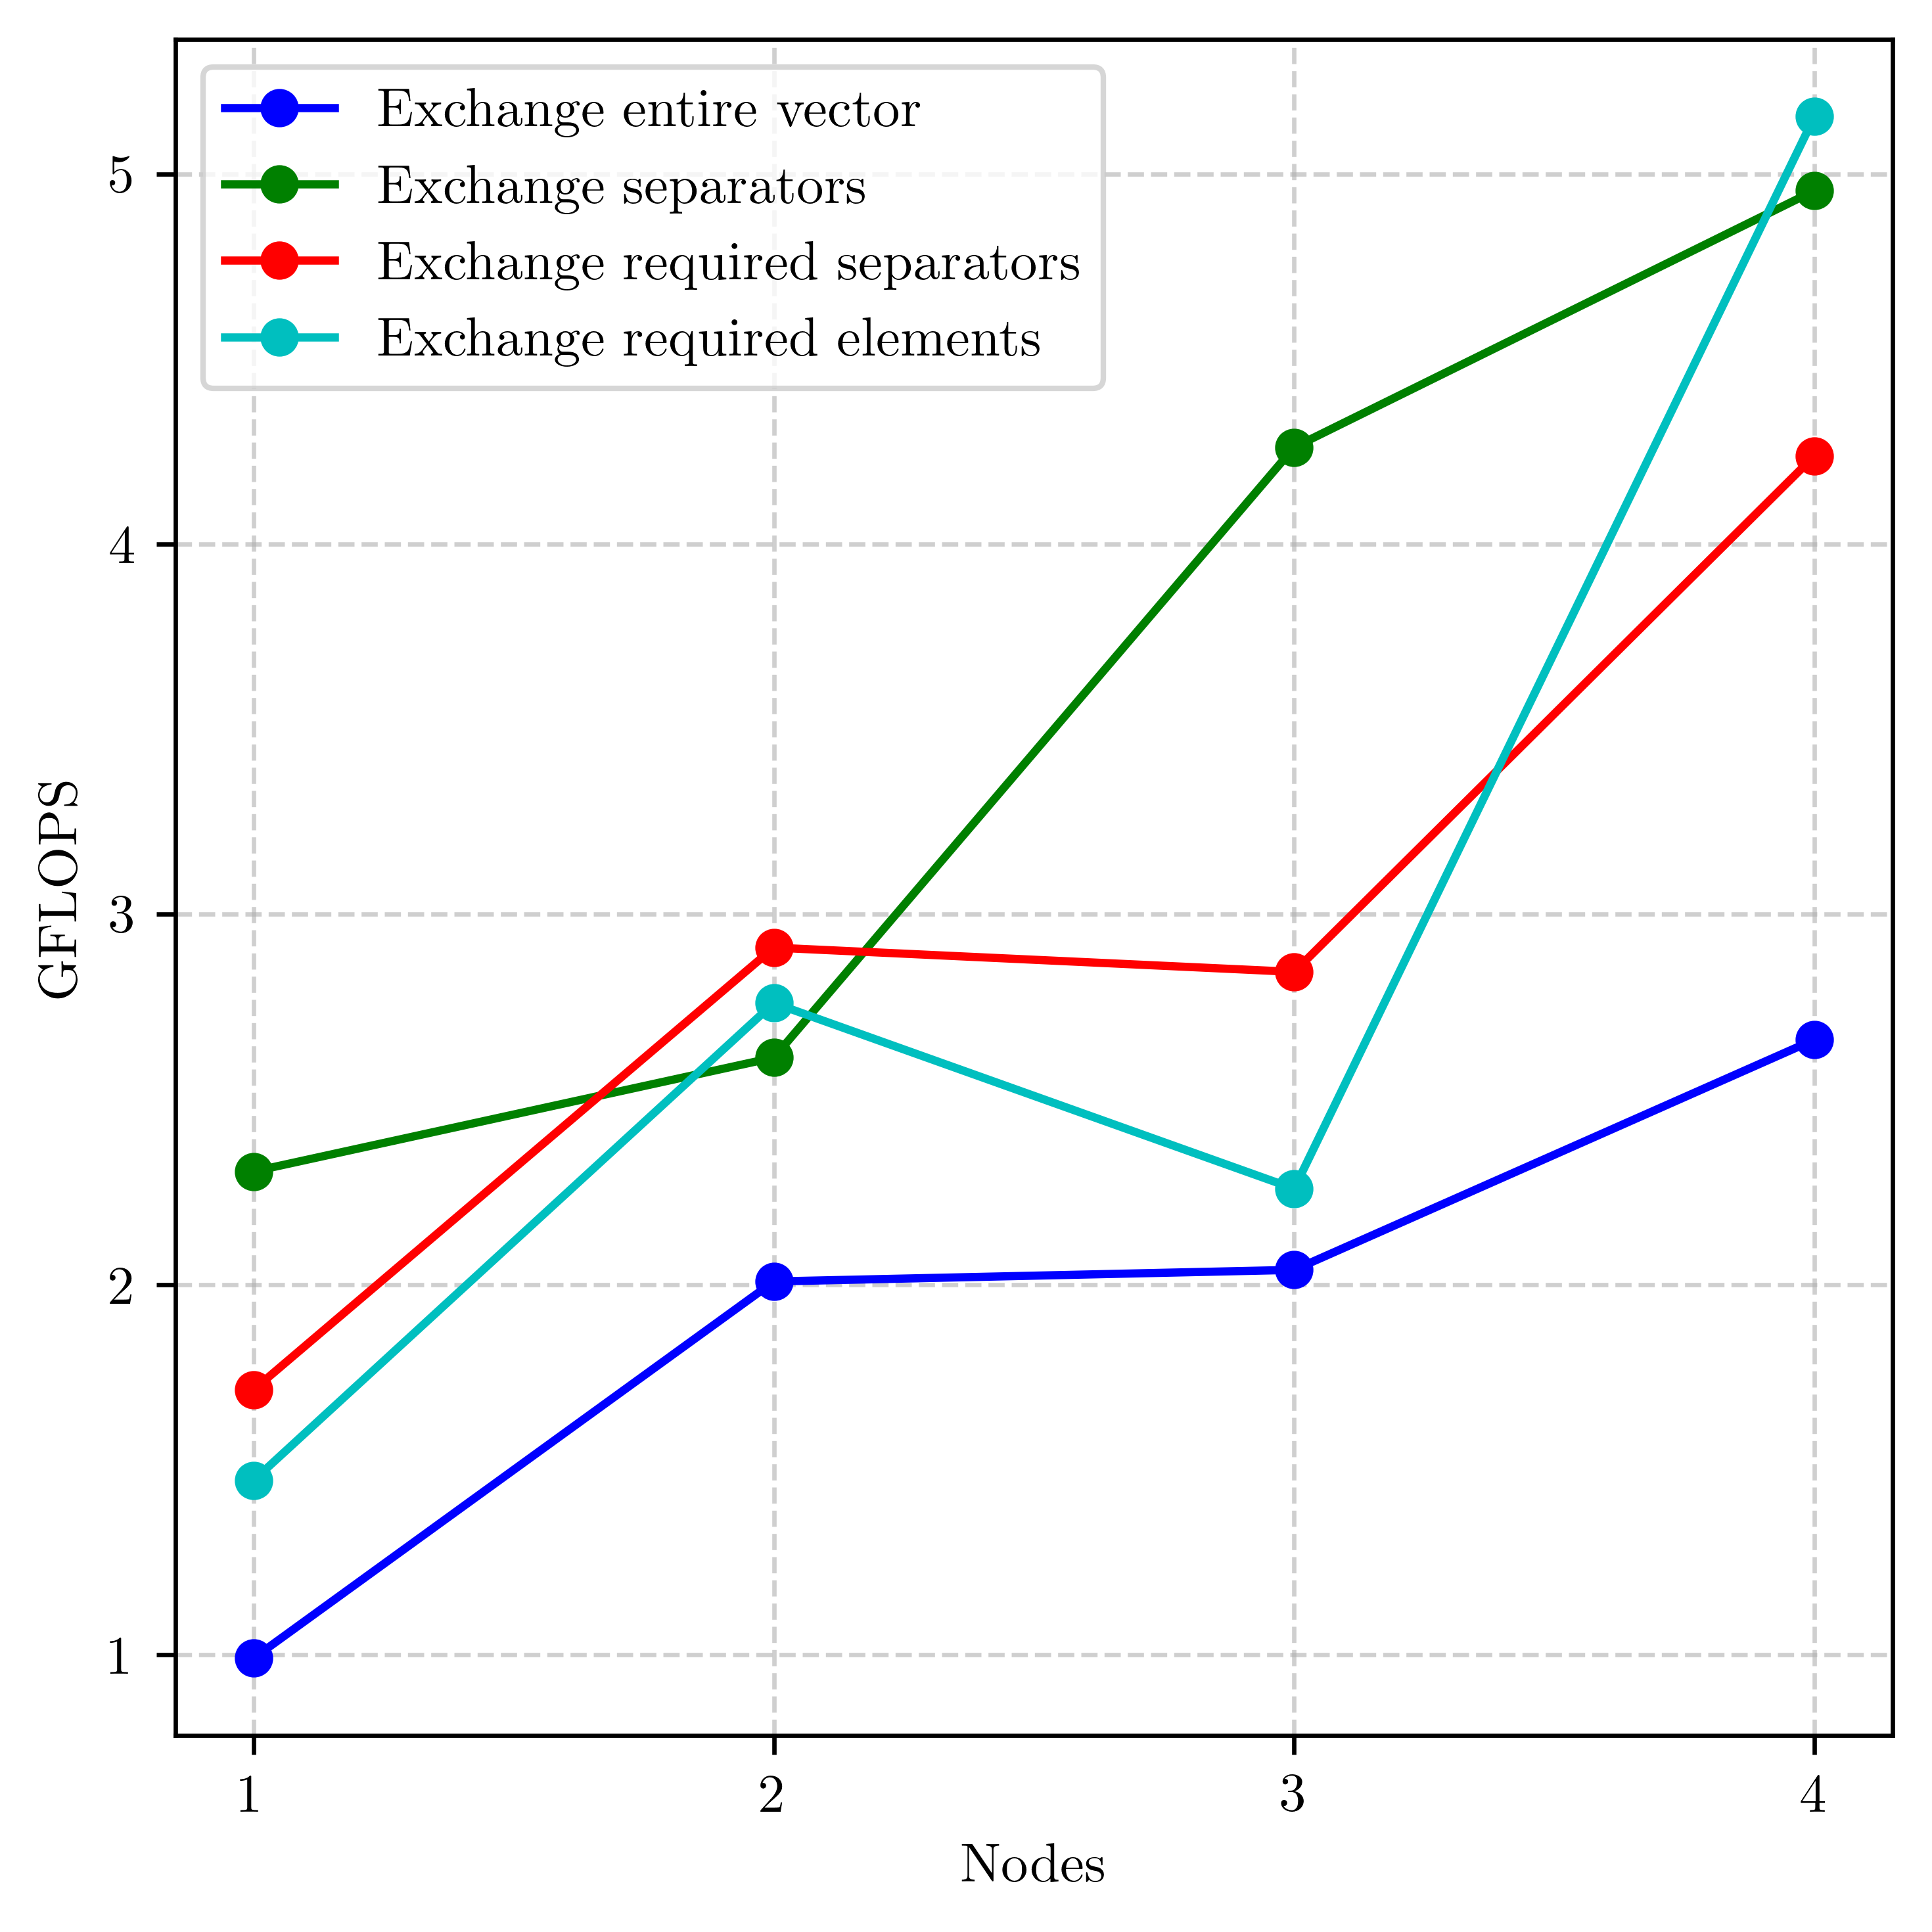 Exchange entire vector
Exchange separators
Exchange required separators
Exchange required elements
5
4
3
2
1
GFLOPS
1 2 3 4
Nodes